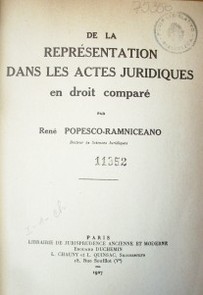 DE LA
REPRÉSENTATION
DANS LES ACTES JURIDIQUES
en droit comparé
PAR
René POPESCO-RAMNICEANO
Docteur ès Sciences Juridiques
11352
PARIS
LIBRAIRIE DE JURISPRUDENCE ANCIENNE ET MODERNE
ÉDOUARD DUCHEMIN
L. CHAUNY et L. QUINSAC, Successeurs
18, Rue Soufflot (Vᵉ)
1927